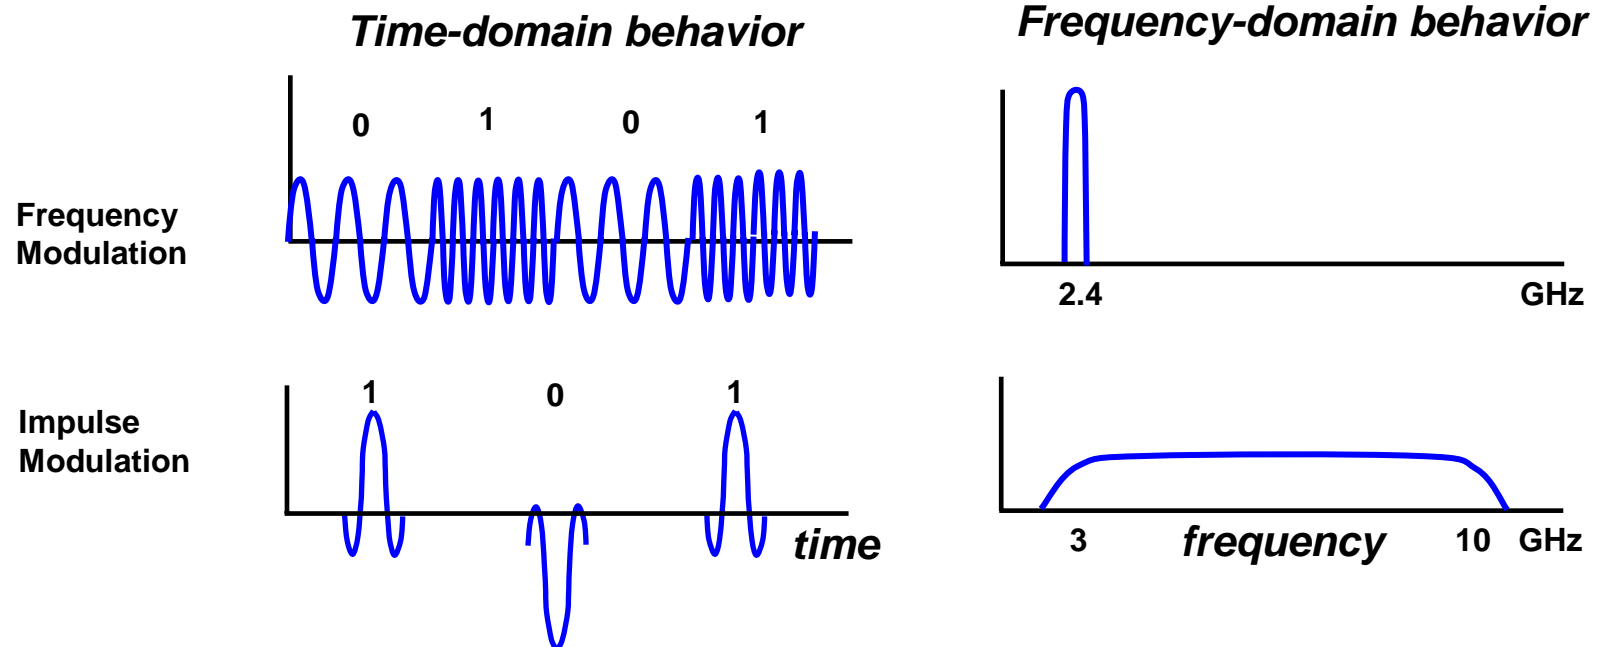 Time-domain behavior
Frequency-domain behavior
0 1 0 1
Frequency
Modulation
2.4 GHz
1 0 1
Impulse
Modulation
time
3 frequency 10 GHz